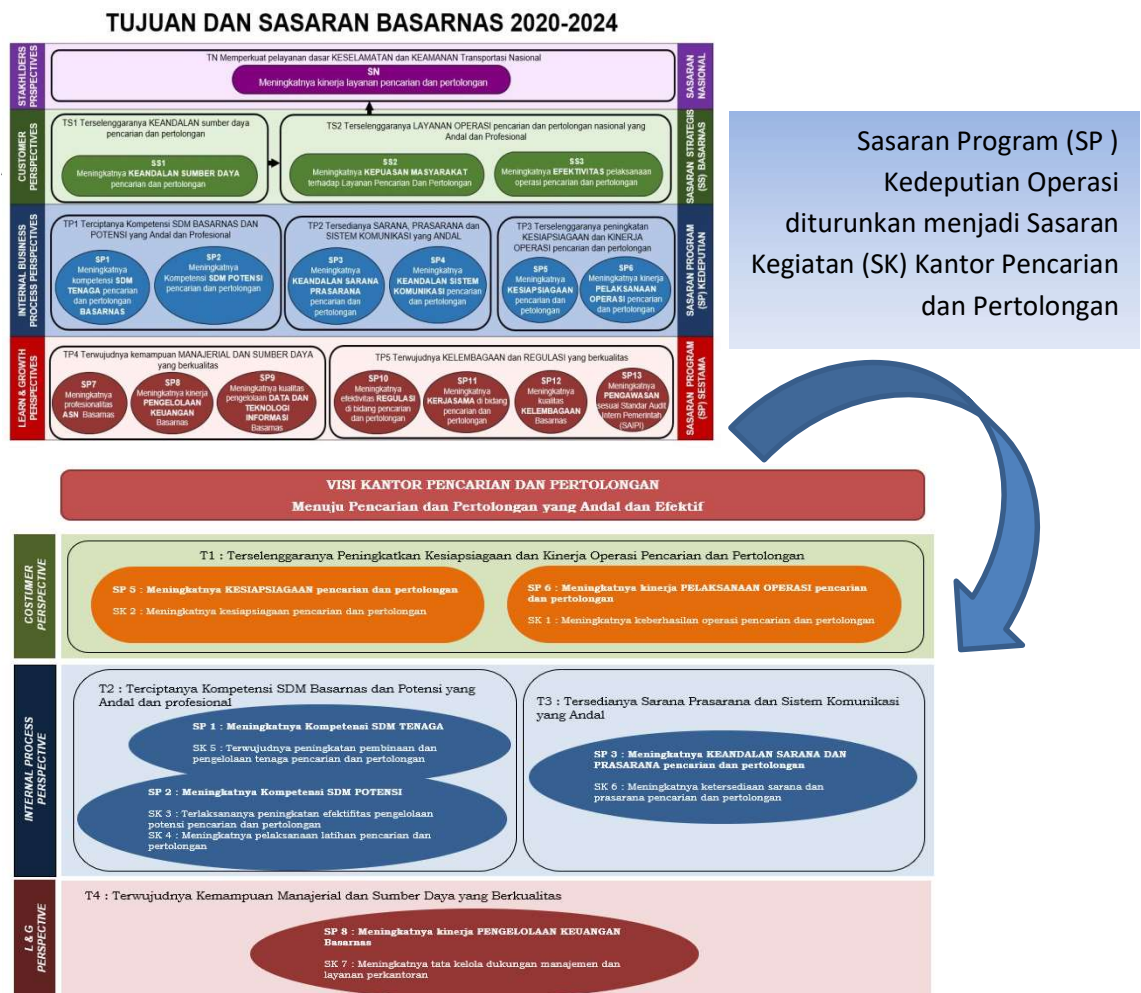 TUJUAN DAN SASARAN BASARNAS 2020-2024
STAKHLDERS
PRSPECTIVES
TN Memperkuat pelayanan dasar KESELAMATAN dan KEAMANAN Transportasi Nasional
SN
Meningkatnya kinerja layanan pencarian dan pertolongan
SASARAN
NASIONAL
CUSTOMER
PERSPECTIVES
TS1 Terselenggaranya KEANDALAN sumber daya
pencarian dan pertolongan
SS1
Meningkatnya KEANDALAN SUMBER DAYA
pencarian dan pertolongan
TS2 Terselenggaranya LAYANAN OPERASI pencarian dan pertolongan nasional yang
Andal dan Profesional
SS2
Meningkatnya KEPUASAN MASYARAKAT
terhadap Layanan Pencarian Dan Pertolongan
SS3
Meningkatnya EFEKTIVITAS pelaksanaan
operasi pencarian dan pertolongan
SASARAN STRATEGIS
(SS) BASARNAS
INTERNAL BUSINESS
PROCESS PERSPECTIVES
TP1 Terciptanya Kompetensi SDM BASARNAS DAN
POTENSI yang Andal dan Profesional
SP1
Meningkatnya
kompetensi SDM
TENAGA pencarian
dan pertolongan
BASARNAS
SP2
Meningkatnya
Kompetensi SDM POTENSI
pencarian dan pertolongan
TP2 Tersedianya SARANA, PRASARANA dan
SISTEM KOMUNIKASI yang ANDAL
SP3
Meningkatnya
KEANDALAN SARANA
PRASARANA
pencarian dan
pertolongan
SP4
Meningkatnya
KEANDALAN SISTEM
KOMUNIKASI pencarian
dan pertolongan
TP3 Terselenggaranya peningkatan
KESIAPSIAGAAN dan KINERJA
OPERASI pencarian dan pertolongan
SP5
Meningkatnya
KESIAPSIAGAAN
pencarian dan
petolongan
SP6
Meningkatnya kinerja
PELAKSANAAN
OPERASI pencarian
dan pertolongan
SASARAN PROGRAM
(SP) KEDEPUTIAN
LEARN & GROWTH
PERSPECTIVES
TP4 Terwujudnya kemampuan MANAJERIAL DAN SUMBER DAYA
yang berkualitas
SP7
Meningkatnya
profesionalitas
ASN Basarnas
SP8
Meningkatnya kinerja
PENGELOLAAN
KEUANGAN
Basarnas
SP9
Meningkatnya kualitas
pengelolaan DATA DAN
TEKNOLOGI
INFORMASI
Basarnas
TP5 Terwujudnya KELEMBAGAAN dan REGULASI yang berkualitas
SP10
Meningkatnya
efektivitas REGULASI
di bidang pencarian
dan pertolongan
SP11
Meningkatnya
KERJASAMA di bidang
pencarian dan
pertolongan
SP12
Meningkatnya
kualitas
KELEMBAGAAN
Basarnas
SP13
Meningkatnya
PENGAWASAN
sesuai Standar Audit
Intern Pemerintah
(SAIPI)
SASARAN PROGRAM
(SP) SESTAMA
Sasaran Program (SP )
Kedeputian Operasi
diturunkan menjadi Sasaran
Kegiatan (SK) Kantor Pencarian
dan Pertolongan
VISI KANTOR PENCARIAN DAN PERTOLONGAN
Menuju Pencarian dan Pertolongan yang Andal dan Efektif
COSTUMER
PERSPECTIVE
T1 : Terselenggaranya Peningkatkan Kesiapsiagaan dan Kinerja Operasi Pencarian dan Pertolongan
SP 5 : Meningkatnya KESIAPSIAGAAN pencarian dan pertolongan
SK 2 : Meningkatnya kesiapsiagaan pencarian dan pertolongan
SP 6 : Meningkatnya kinerja PELAKSANAAN OPERASI pencarian
dan pertolongan
SK 1 : Meningkatnya keberhasilan operasi pencarian dan pertolongan
INTERNAL PROCESS
PERSPECTIVE
T2 : Terciptanya Kompetensi SDM Basarnas dan Potensi yang
Andal dan profesional
SP 1 : Meningkatnya Kompetensi SDM TENAGA
SK 5 : Terwujudnya peningkatan pembinaan dan
pengelolaan tenaga pencarian dan pertolongan
SP 2 : Meningkatnya Kompetensi SDM POTENSI
SK 3 : Terlaksananya peningkatan efektifitas pengelolaan
potensi pencarian dan pertolongan
SK 4 : Meningkatnya pelaksanaan latihan pencarian dan
pertolongan
T3 : Tersedianya Sarana Prasarana dan Sistem Komunikasi
yang Andal
SP 3 : Meningkatnya KEANDALAN SARANA DAN
PRASARANA pencarian dan pertolongan
SK 6 : Meningkatnya ketersediaan sarana dan
prasarana pencarian dan pertolongan
L & G
PERSPECTIVE
T4 : Terwujudnya Kemampuan Manajerial dan Sumber Daya yang Berkualitas
SP 8 : Meningkatnya kinerja PENGELOLAAN KEUANGAN
Basarnas
SK 7 : Meningkatnya tata kelola dukungan manajemen dan
layanan perkantoran